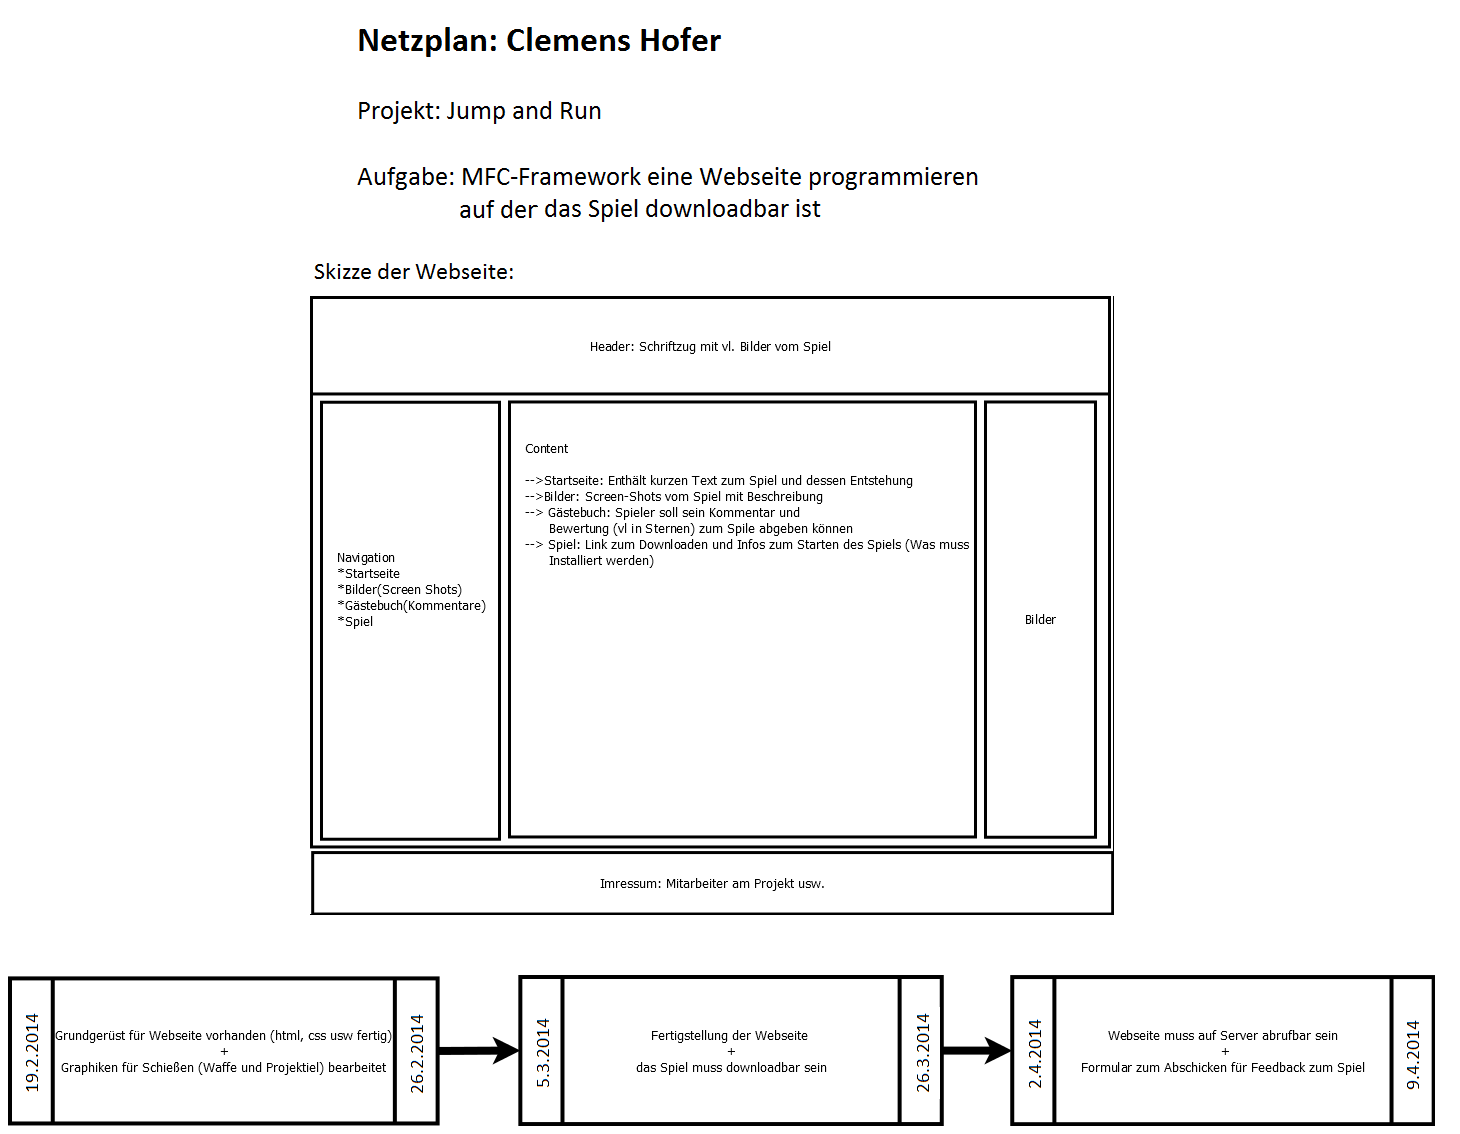 Netzplan: Clemens Hofer
Projekt: Jump and Run
Aufgabe: MFC-Framework eine Webseite programmieren
auf der das Spiel downloadbar ist
Skizze der Webseite:
Header: Schriftzug mit vl. Bilder vom Spiel
Navigation
*Startseite
*Bilder(Screen Shots)
*Gästebuch(Kommentare)
*Spiel
Content
-->Startseite: Enthält kurzen Text zum Spiel und dessen Entstehung
-->Bilder: Screen-Shots vom Spiel mit Beschreibung
--> Gästebuch: Spieler soll sein Kommentar und
Bewertung (vl in Sternen) zum Spile abgeben können
--> Spiel: Link zum Downloaden und Infos zum Starten des Spiels (Was muss
Installiert werden)
Bilder
Imressum: Mitarbeiter am Projekt usw.
19.2.2014
Grundgerüst für Webseite vorhanden (html, css usw fertig)
+
Graphiken für Schießen (Waffe und Projektiel) bearbeitet
26.2.2014
5.3.2014
Fertigstellung der Webseite
+
das Spiel muss downloadbar sein
26.3.2014
2.4.2014
Webseite muss auf Server abrufbar sein
+
Formular zum Abschicken für Feedback zum Spiel
9.4.2014